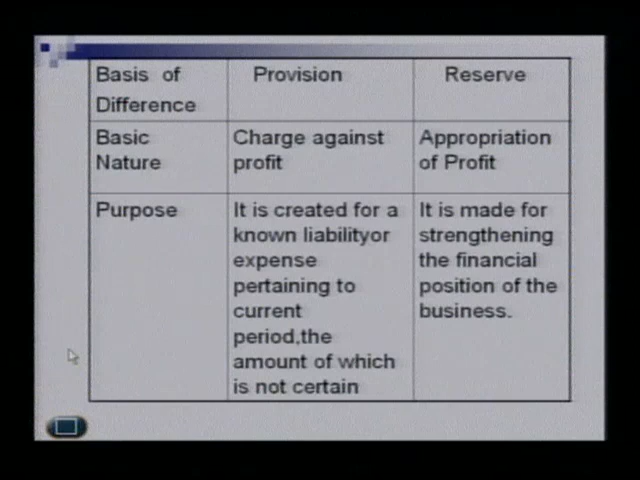 Basis of
Difference
Provision
Reserve
Basic
Nature
Charge against
profit
Appropriation
of Profit
Purpose
It is created for a
known liabilityor
expense
pertaining to
current
period,the
amount of which
is not certain
It is made for
strengthening
the financial
position of the
business.